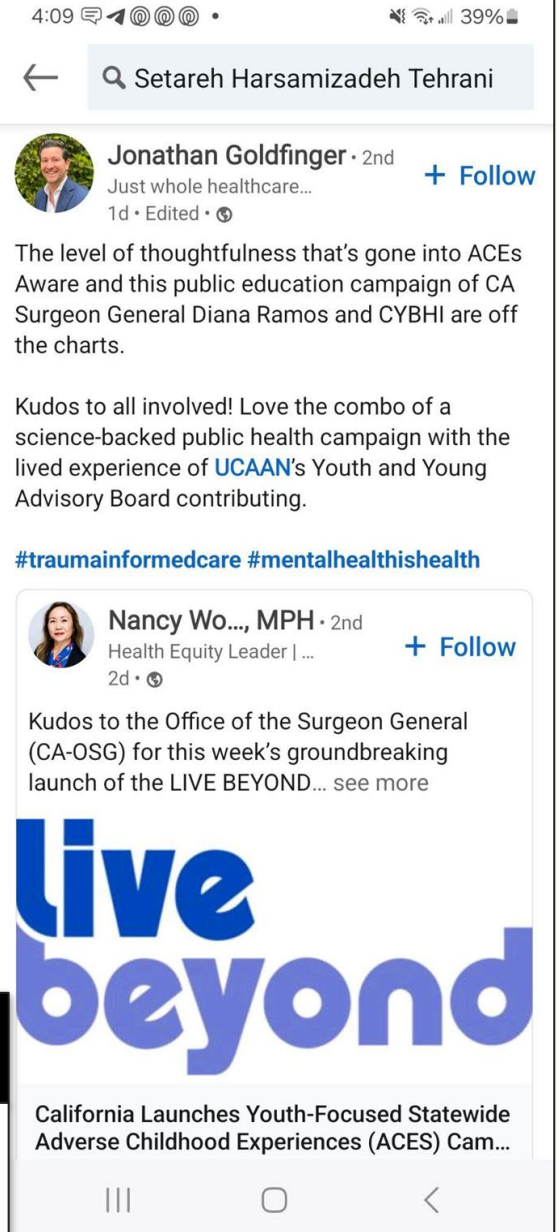 4:09 39%
Setareh Harsamizadeh Tehrani
Jonathan Goldfinger • 2nd
+ Follow
Just whole healthcare...
1d • Edited •
The level of thoughtfulness that's gone into ACEs
Aware and this public education campaign of CA
Surgeon General Diana Ramos and CYBHI are off
the charts.
Kudos to all involved! Love the combo of a
science-backed public health campaign with the
lived experience of UCAAN's Youth and Young
Advisory Board contributing.
#traumainformedcare #mentalhealthishealth
Nancy Wo..., MPH • 2nd
+ Follow
Health Equity Leader | ...
2d •
Kudos to the Office of the Surgeon General
(CA-OSG) for this week's groundbreaking
launch of the LIVE BEYOND... see more
live
beyond
California Launches Youth-Focused Statewide
Adverse Childhood Experiences (ACES) Cam...